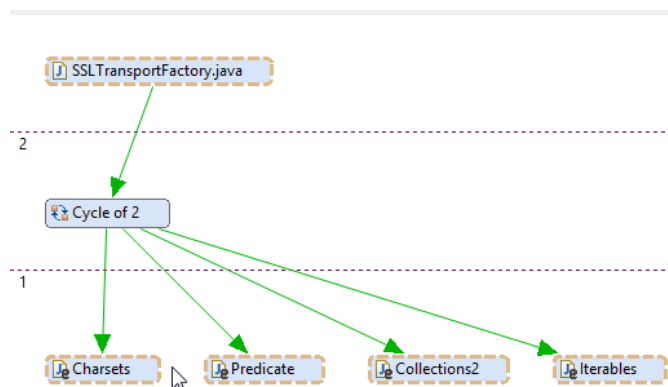 SSLTransportFactory.java
2
Cycle of 2
1
Charsets Predicate Collections2 Iterables